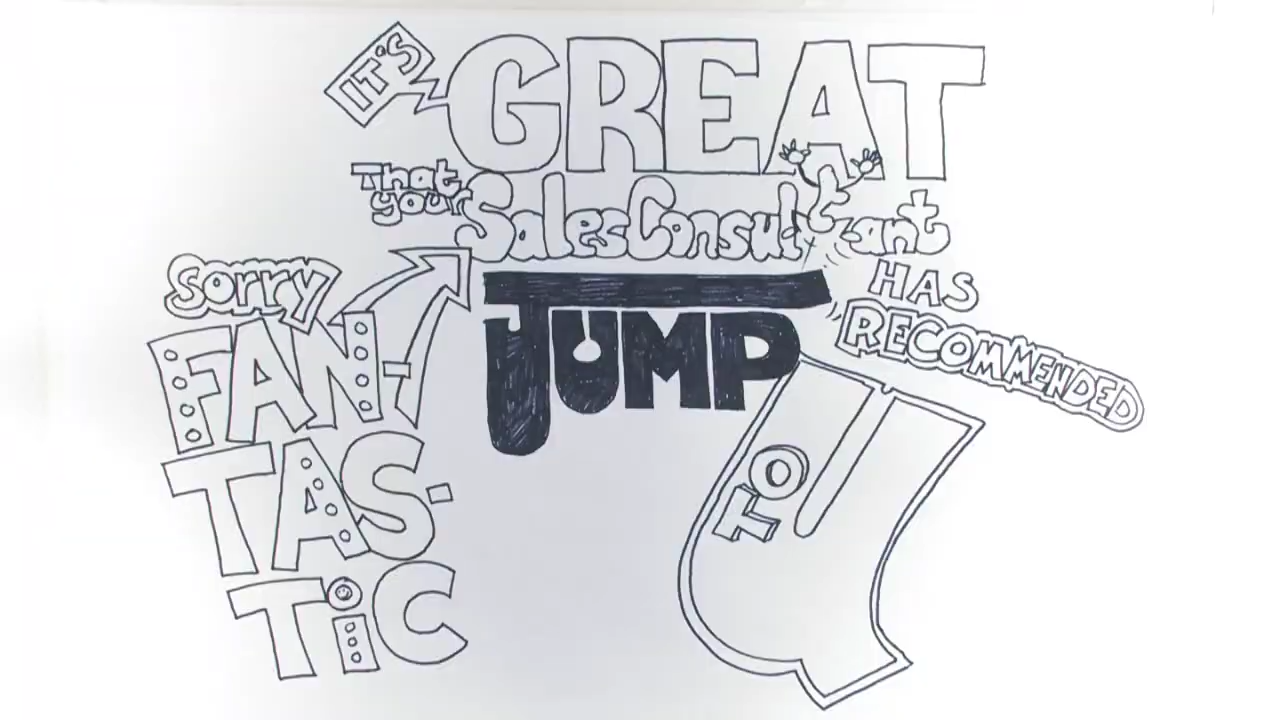 IT'S
GREAT
That
your
SalesConsultant
HAS
RECOMMENDED
Sorry
FAN-
TAS-
TiC
JUMP
TO
U